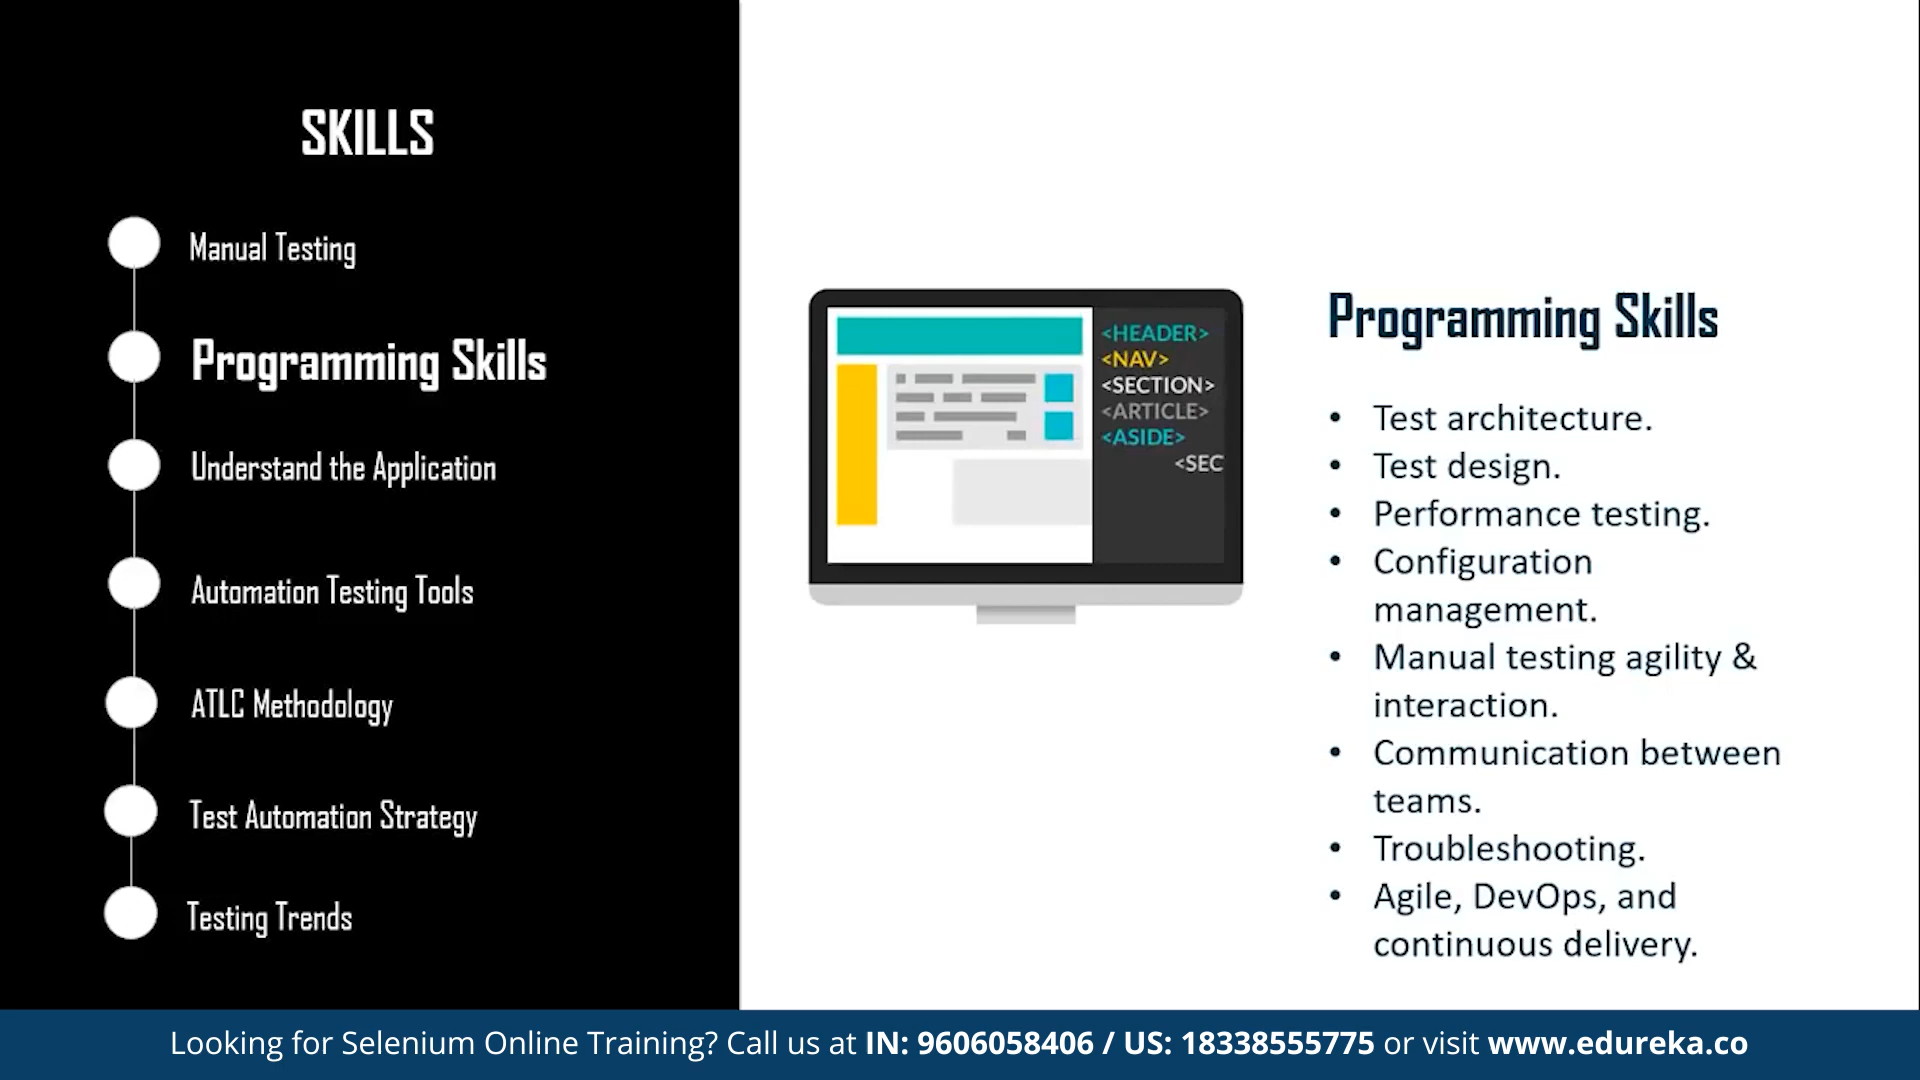 SKILLS
Manual Testing
Programming Skills
Understand the Application
Automation Testing Tools
ATLC Methodology
Test Automation Strategy
Testing Trends
<HEADER>
<NAV>
<SECTION>
<ARTICLE>
<ASIDE>
<SEC
Programming Skills
• Test architecture.
• Test design.
• Performance testing.
• Configuration
management.
• Manual testing agility &
interaction.
• Communication between
teams.
• Troubleshooting.
• Agile, DevOps, and
continuous delivery.
Looking for Selenium Online Training? Call us at IN: 9606058406 / US: 18338555775 or visit www.edureka.co